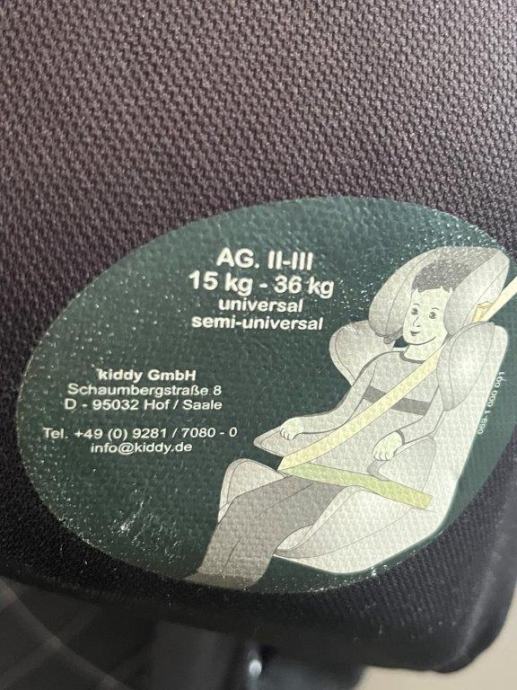 AG. II-III
15 kg - 36 kg
universal
semi-universal
kiddy GmbH
Schaumbergstraße 8
D - 95032 Hof / Saale
Tel. +49 (0) 9281 / 7080 - 0
info@kiddy.de